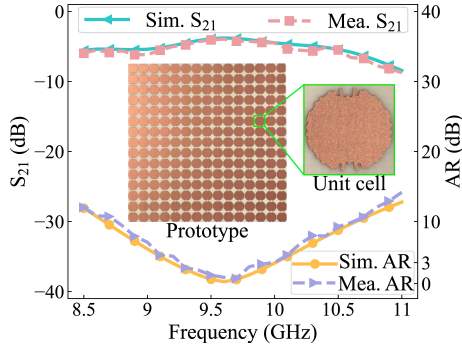 Sim. S21 Mea. S21
0
−10
−20
−30
−40
S21 (dB)
40
30
20
10
3
0
AR (dB)
Prototype
Unit cell
Sim. AR
Mea. AR
8.5 9 9.5 10 10.5 11
Frequency (GHz)